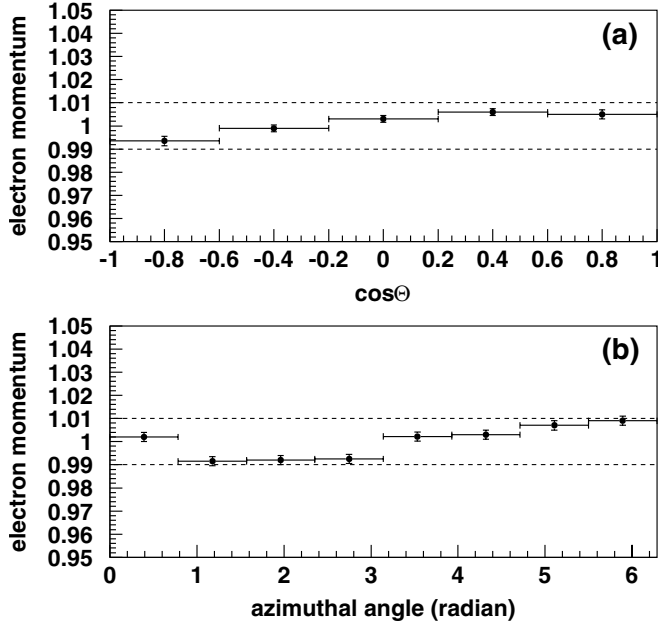 electron momentum
1.05
1.04
1.03
1.02
1.01
1
0.99
0.98
0.97
0.96
0.95
(a)
-1 -0.8 -0.6 -0.4 -0.2 0 0.2 0.4 0.6 0.8 1
cosΘ
electron momentum
1.05
1.04
1.03
1.02
1.01
1
0.99
0.98
0.97
0.96
0.95
(b)
0 1 2 3 4 5 6
azimuthal angle (radian)